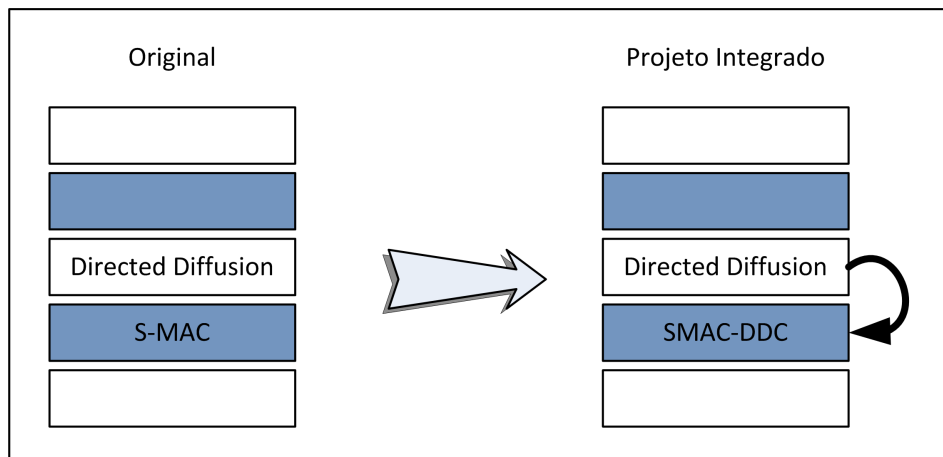 Original
Projeto Integrado
Directed Diffusion
Directed Diffusion
S-MAC
SMAC-DDC